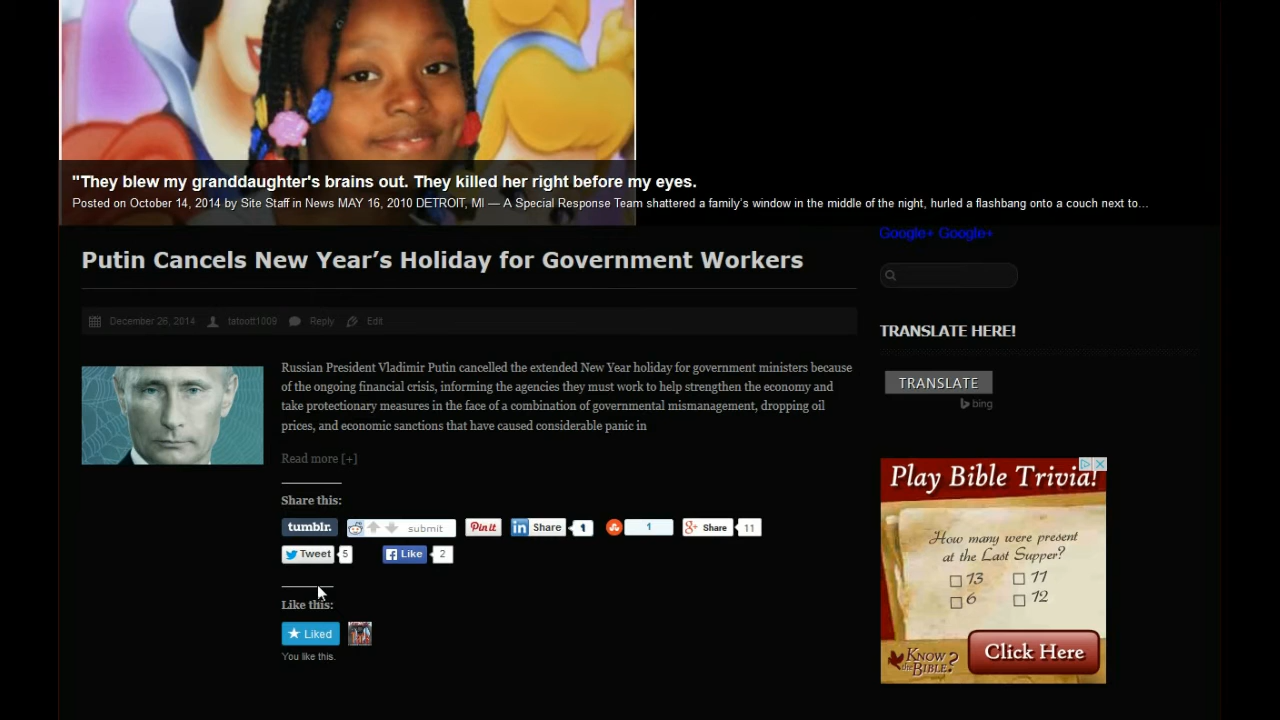 "They blew my granddaughter's brains out. They killed her right before my eyes.
Posted on October 14, 2014 by Site Staff in News MAY 16, 2010 DETROIT, MI — A Special Response Team shattered a family's window in the middle of the night, hurled a flashbang onto a couch next to...
Google+ Google+
Putin Cancels New Year's Holiday for Government Workers
December 26, 2014 tafoott1009 Reply Edit
TRANSLATE HERE!
TRANSLATE
bing
Russian President Vladimir Putin cancelled the extended New Year holiday for government ministers because
of the ongoing financial crisis, informing the agencies they must work to help strengthen the economy and
take protectionary measures in the face of a combination of governmental mismanagement, dropping oil
prices, and economic sanctions that have caused considerable panic in
Read more [+]
Share this:
tumblr. submit Pin it in Share 1 1 g+ Share 11
Tweet 5 Like 2
Like this:
Liked
You like this.
Play Bible Trivia!
How many were present
at the Last Supper?
13 11
6 12
Know the Bible?
Click Here